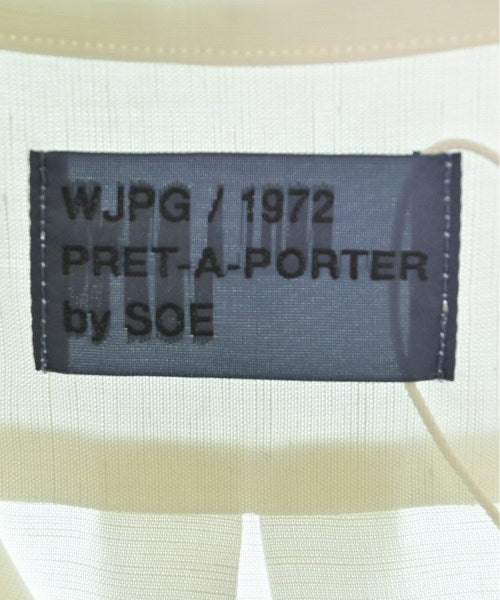 WJPG / 1972
PRET-A-PORTER
by SOE